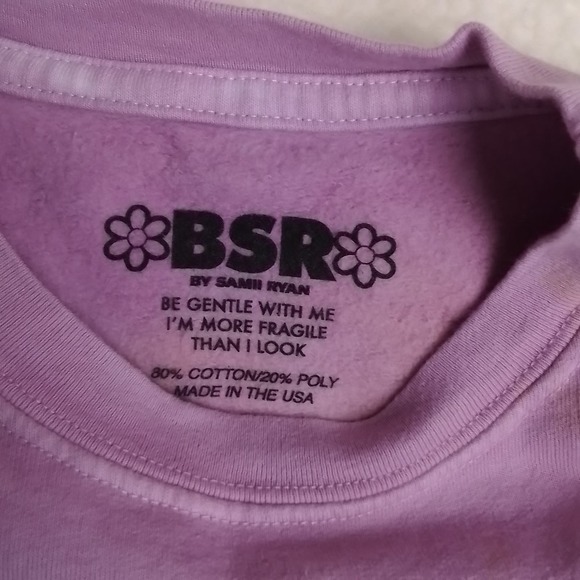 BSR
BY SAMII RYAN
BE GENTLE WITH ME
I'M MORE FRAGILE
THAN I LOOK
80% COTTON/20% POLY
MADE IN THE USA